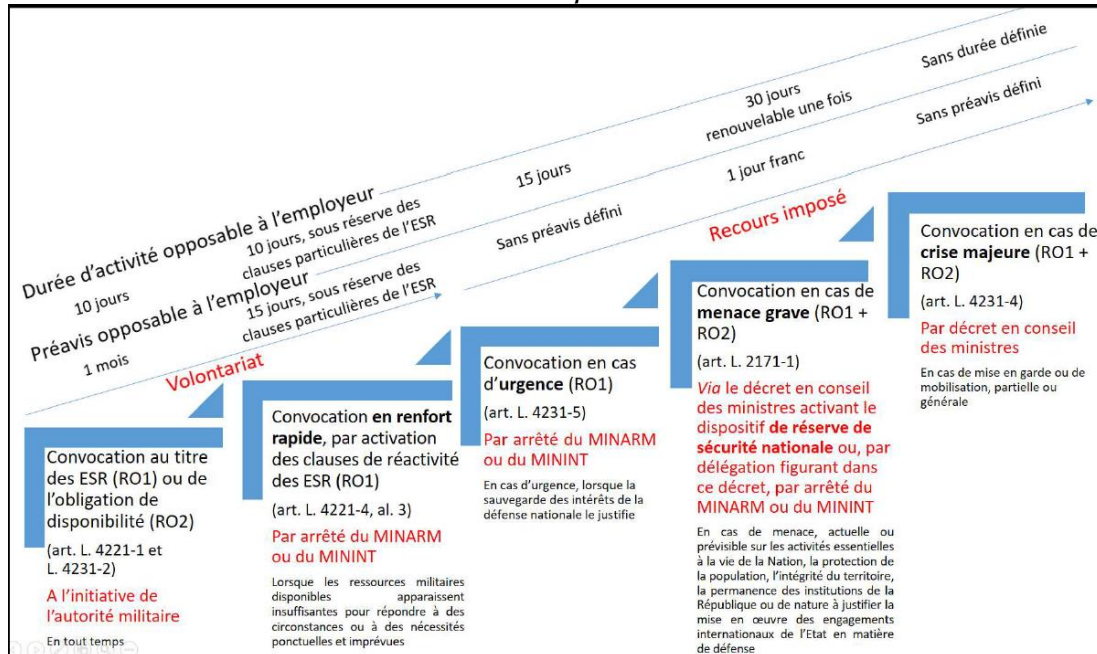 Durée d'activité opposable à l'employeur
10 jours
10 jours, sous réserve des
clauses particulières de l'ESR
15 jours
30 jours
renouvelable une fois
Sans durée définie
Préavis opposable à l'employeur
1 mois
15 jours, sous réserve des
clauses particulières de l'ESR
Sans préavis défini
1 jour franc
Sans préavis défini
Volontariat
Recours imposé
Convocation au titre
des ESR (RO1) ou de
l'obligation de
disponibilité (RO2)
(art. L. 4221-1 et
L. 4231-2)
A l'initiative de
l'autorité militaire
En tout temps
Convocation en renfort
rapide, par activation
des clauses de réactivité
des ESR (RO1)
(art. L. 4221-4, al. 3)
Par arrêté du MINARM
ou du MININT
Lorsque les ressources militaires
disponibles apparaissent
insuffisantes pour répondre à des
circonstances ou à des nécessités
ponctuelles et imprévues
Convocation en cas
d'urgence (RO1)
(art. L. 4231-5)
Par arrêté du MINARM
ou du MININT
En cas d'urgence, lorsque la
sauvegarde des intérêts de la
défense nationale le justifie
Convocation en cas de
menace grave (RO1 +
RO2)
(art. L. 2171-1)
Via le décret en conseil
des ministres activant le
dispositif de réserve de
sécurité nationale ou, par
délégation figurant dans
ce décret, par arrêté du
MINARM ou du MININT
En cas de menace, actuelle ou
prévisible sur les activités essentielles
à la vie de la Nation, la protection de
la population, l'intégrité du territoire,
la permanence des institutions de la
République ou de nature à justifier la
mise en œuvre des engagements
internationaux de l'Etat en matière
de défense
Convocation en cas de
crise majeure (RO1 +
RO2)
(art. L. 4231-4)
Par décret en conseil
des ministres
En cas de mise en garde ou de
mobilisation, partielle ou
générale